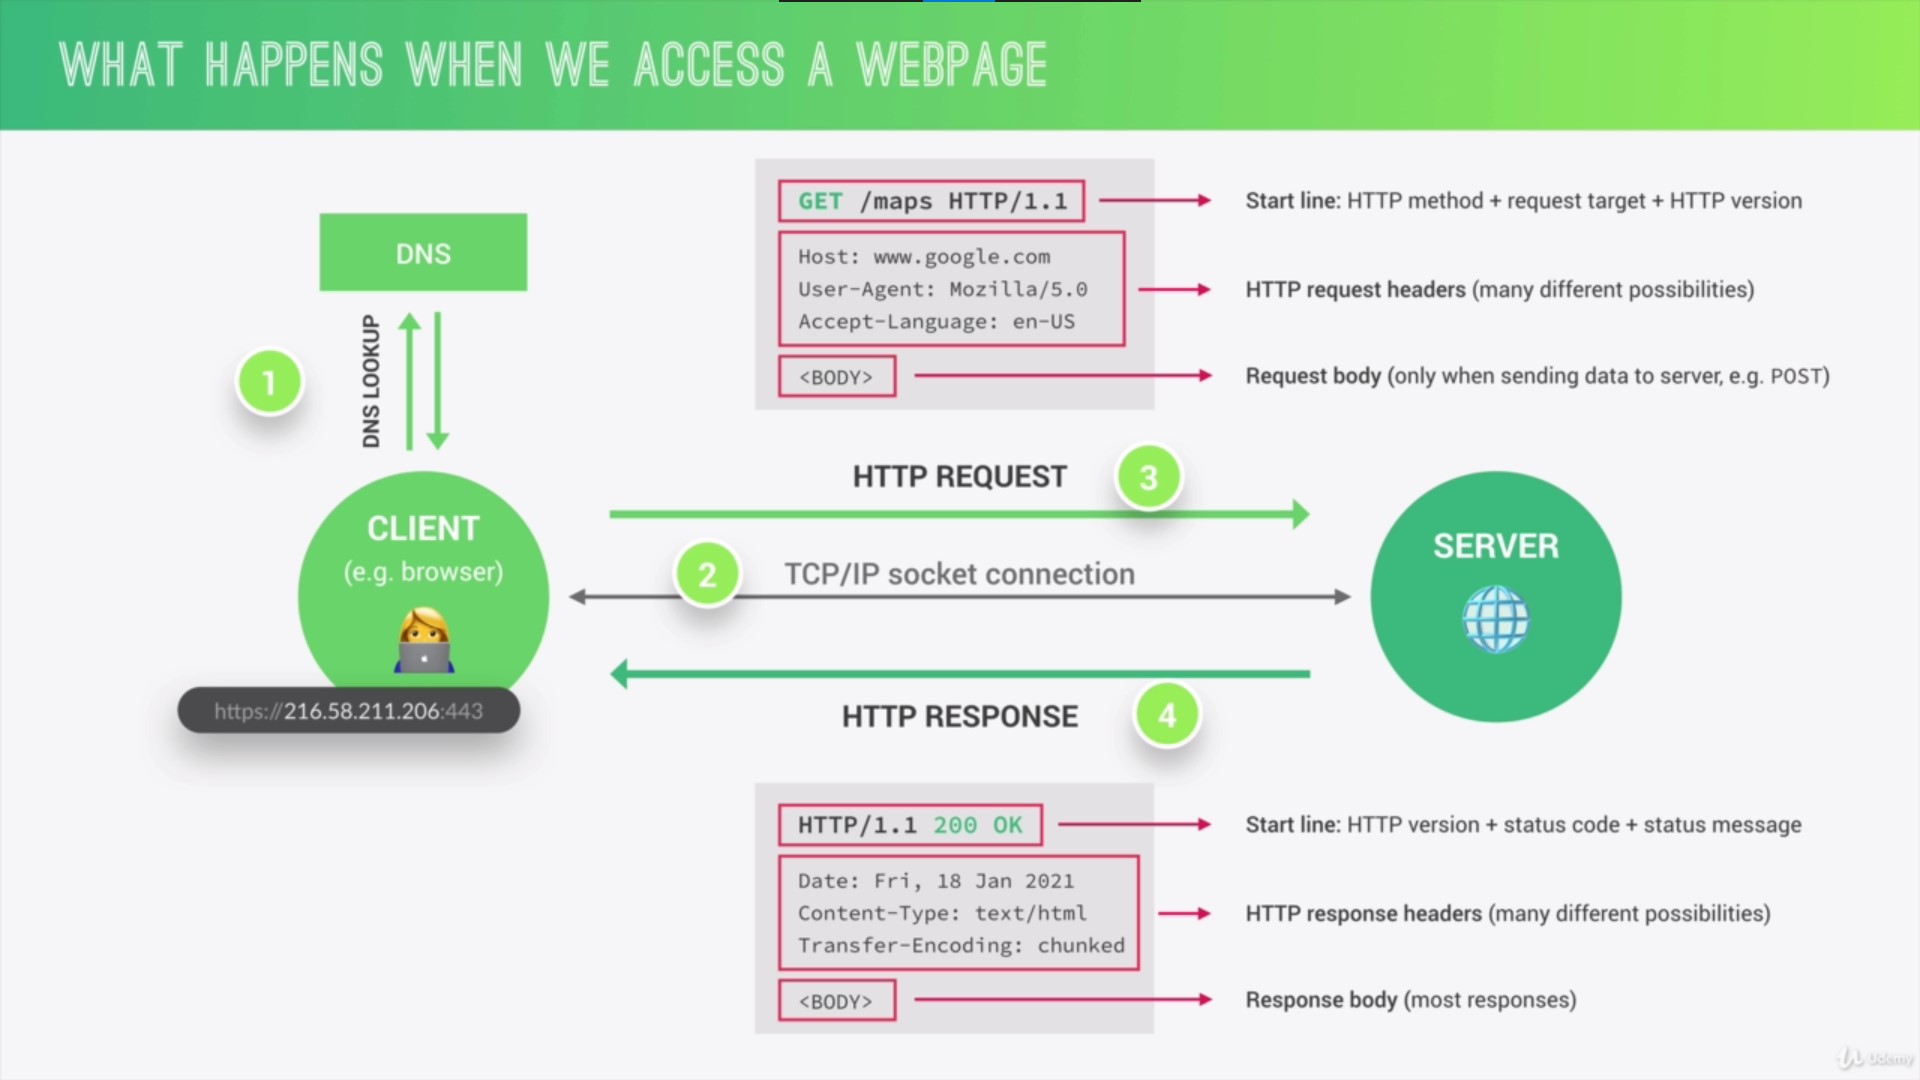 WHAT HAPPENS WHEN WE ACCESS A WEBPAGE
GET /maps HTTP/1.1
Start line: HTTP method + request target + HTTP version
DNS
Host: www.google.com
User-Agent: Mozilla/5.0
Accept-Language: en-US
HTTP request headers (many different possibilities)
<BODY>
Request body (only when sending data to server, e.g. POST)
1
DNS LOOKUP
HTTP REQUEST
3
CLIENT
(e.g. browser)
2
TCP/IP socket connection
SERVER
https://216.58.211.206:443
HTTP RESPONSE
4
HTTP/1.1 200 OK
Start line: HTTP version + status code + status message
Date: Fri, 18 Jan 2021
Content-Type: text/html
Transfer-Encoding: chunked
HTTP response headers (many different possibilities)
<BODY>
Response body (most responses)
Udemy